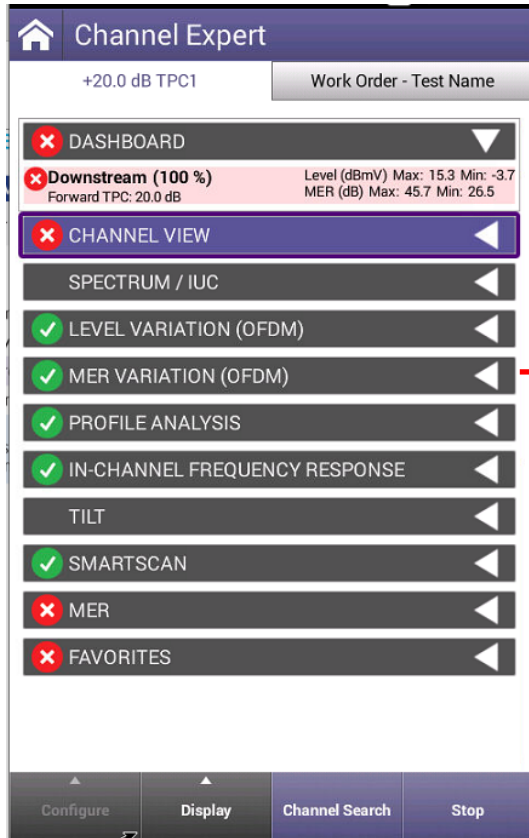 Channel Expert
+20.0 dB TPC1
Work Order - Test Name
DASHBOARD
Downstream (100 %)
Level (dBmV) Max: 15.3 Min: -3.7
Forward TPC: 20.0 dB
MER (dB) Max: 45.7 Min: 26.5
CHANNEL VIEW
SPECTRUM / IUC
LEVEL VARIATION (OFDM)
MER VARIATION (OFDM)
PROFILE ANALYSIS
IN-CHANNEL FREQUENCY RESPONSE
TILT
SMARTSCAN
MER
FAVORITES
Configure
Display
Channel Search
Stop